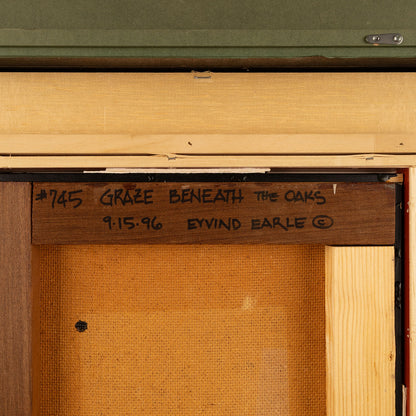 #745 GRAZE BENEATH THE OAKS
9.15.96 EYVIND EARLE ©